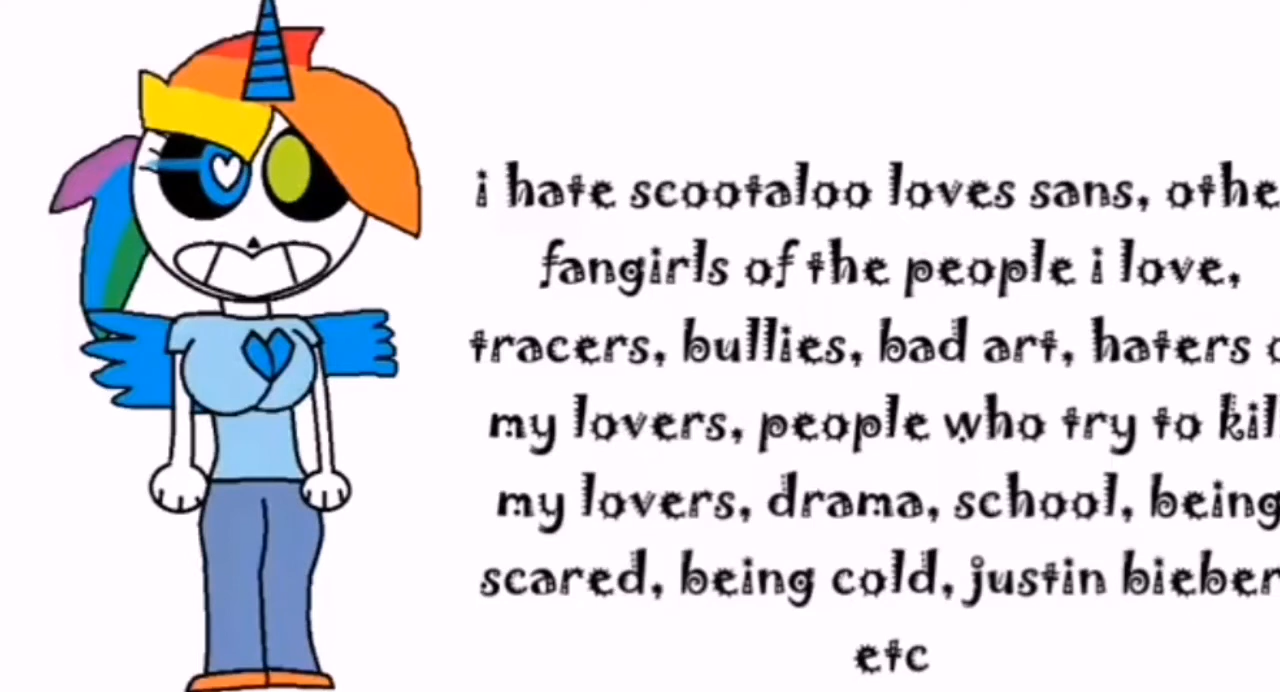 i hate scootaloo loves sans, othe
fangirls of the people i love,
tracers, bullies, bad art, haters
my lovers, people who try to kil
my lovers, drama, school, being
scared, being cold, justin bieber
etc